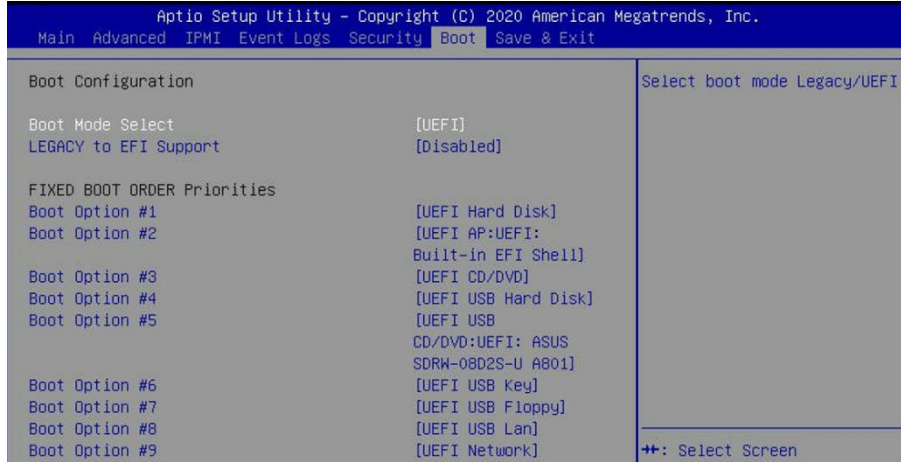 Aptio Setup Utility – Copyright (C) 2020 American Megatrends, Inc.
Main Advanced IPMI Event Logs Security Boot Save & Exit
Boot Configuration
Select boot mode Legacy/UEFI
Boot Mode Select [UEFI]
LEGACY to EFI Support [Disabled]
FIXED BOOT ORDER Priorities
Boot Option #1 [UEFI Hard Disk]
Boot Option #2 [UEFI AP:UEFI:
Built-in EFI Shell]
Boot Option #3 [UEFI CD/DVD]
Boot Option #4 [UEFI USB Hard Disk]
Boot Option #5 [UEFI USB
CD/DVD:UEFI: ASUS
SDRW-08D2S-U A801]
Boot Option #6 [UEFI USB Key]
Boot Option #7 [UEFI USB Floppy]
Boot Option #8 [UEFI USB Lan]
Boot Option #9 [UEFI Network]
→←: Select Screen